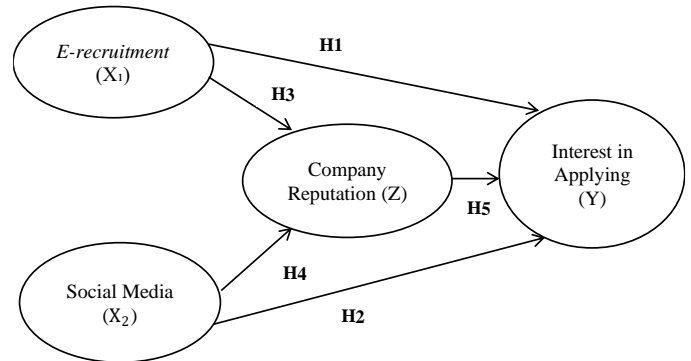 E-recruitment
(X₁)
H1
H3
Company
Reputation (Z)
Interest in
Applying
(Y)
H5
H4
Social Media
(X₂)
H2